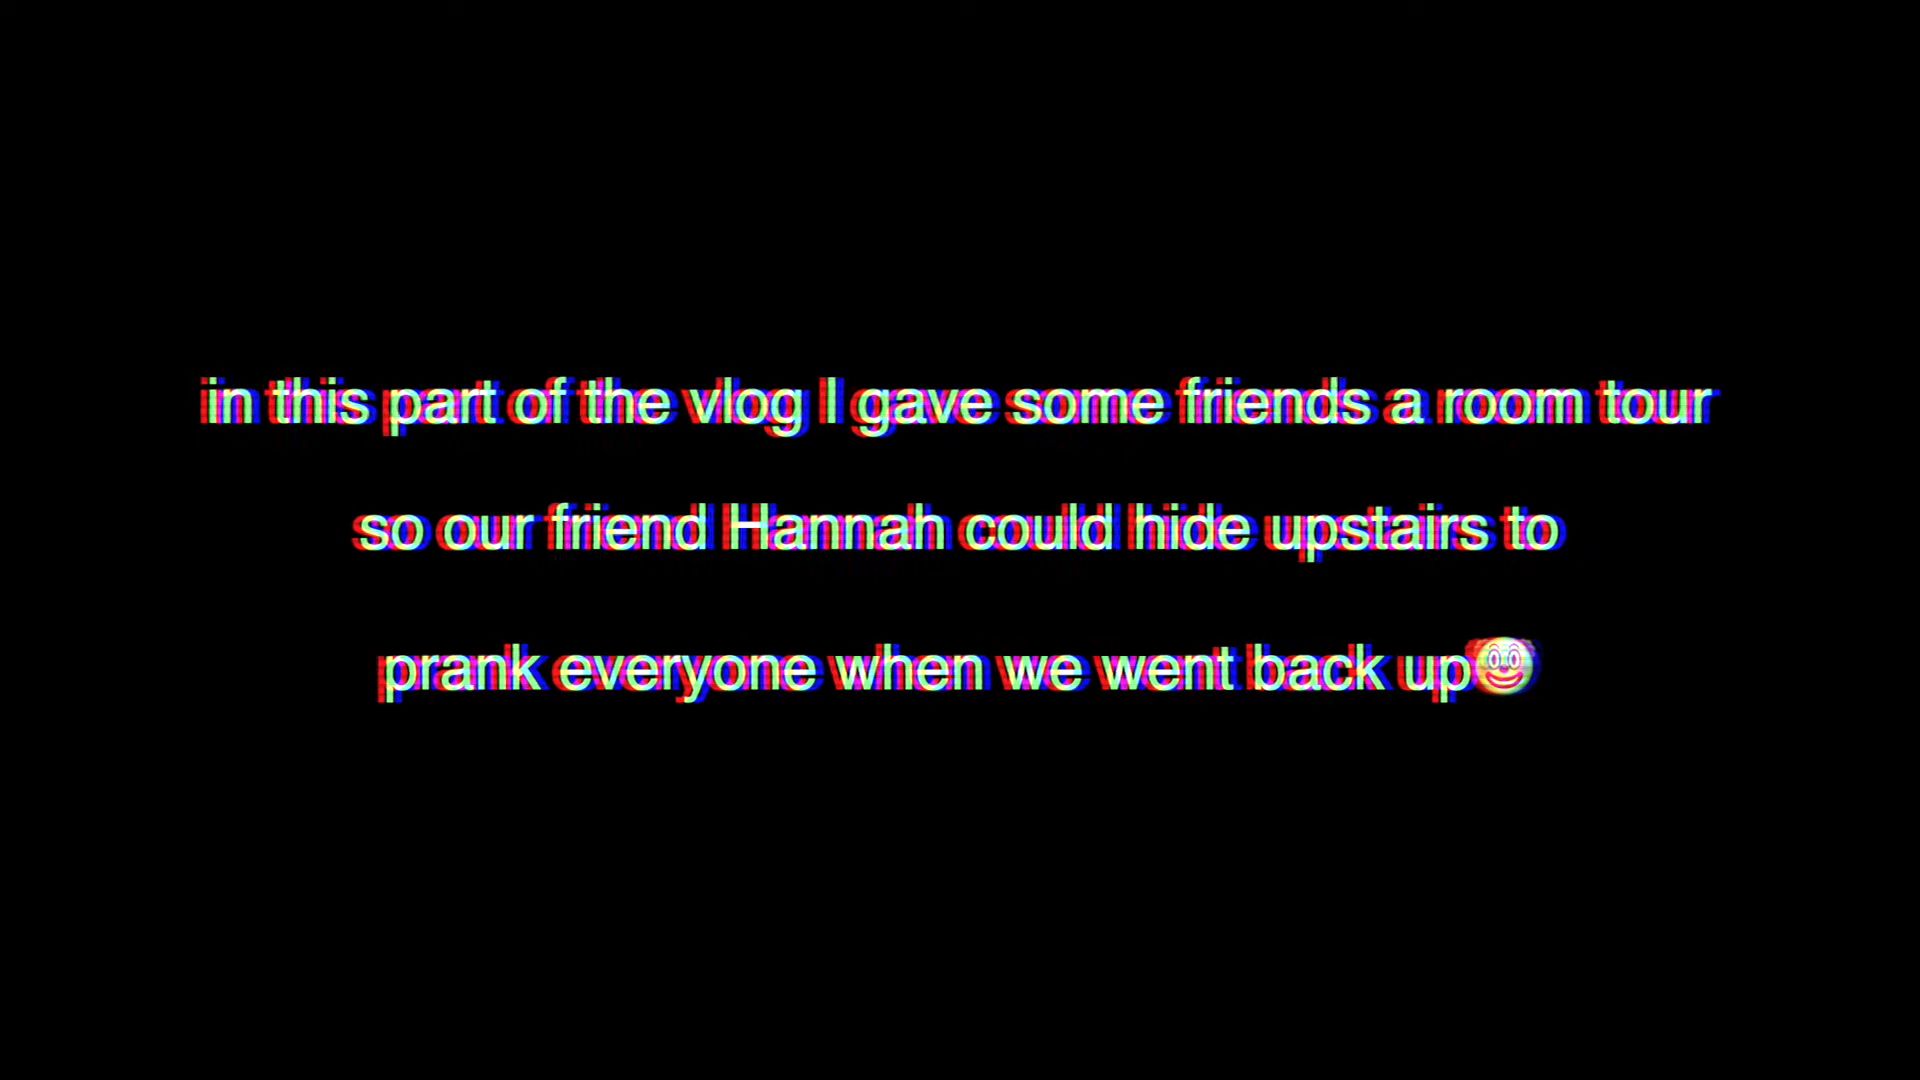 in this part of the vlog I gave some friends a room tour
so our friend Hannah could hide upstairs to
prank everyone when we went back up🤡